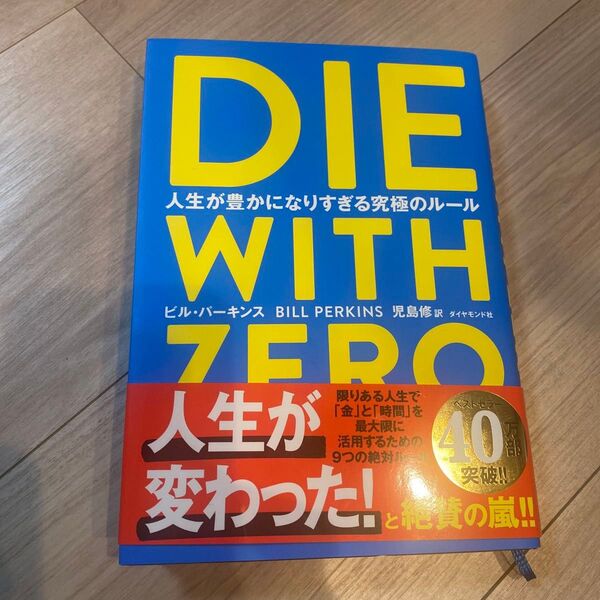 DIE
人生が豊かになりすぎる究極のルール
WITH
ビル・パーキンス BILL PERKINS 児島修 訳 ダイヤモンド社
ZERO
人生が
変わった!
と絶賛の嵐!!
限りある人生で
「金」と「時間」を
最大限に
活用するための
9つの絶対ルール
ベストセラー
40万部
突破!!